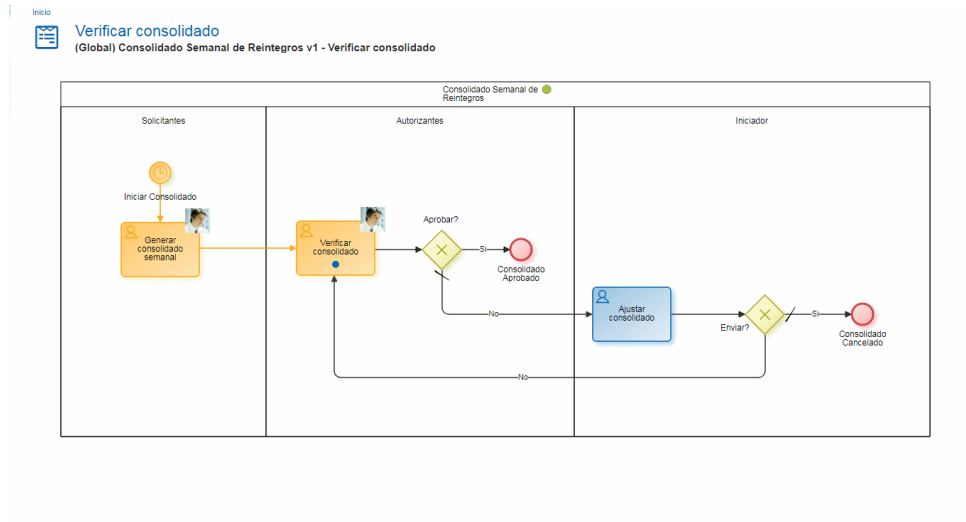 Inicio
Verificar consolidado
(Global) Consolidado Semanal de Reintegros v1 - Verificar consolidado
Consolidado Semanal de
Reintegros
Solicitantes
Autorizantes
Iniciador
Iniciar Consolidado
Generar
consolidado
semanal
Verificar
consolidado
Aprobar?
Si
Consolidado
Aprobado
No
Ajustar
consolidado
Enviar?
Si
Consolidado
Cancelado
No